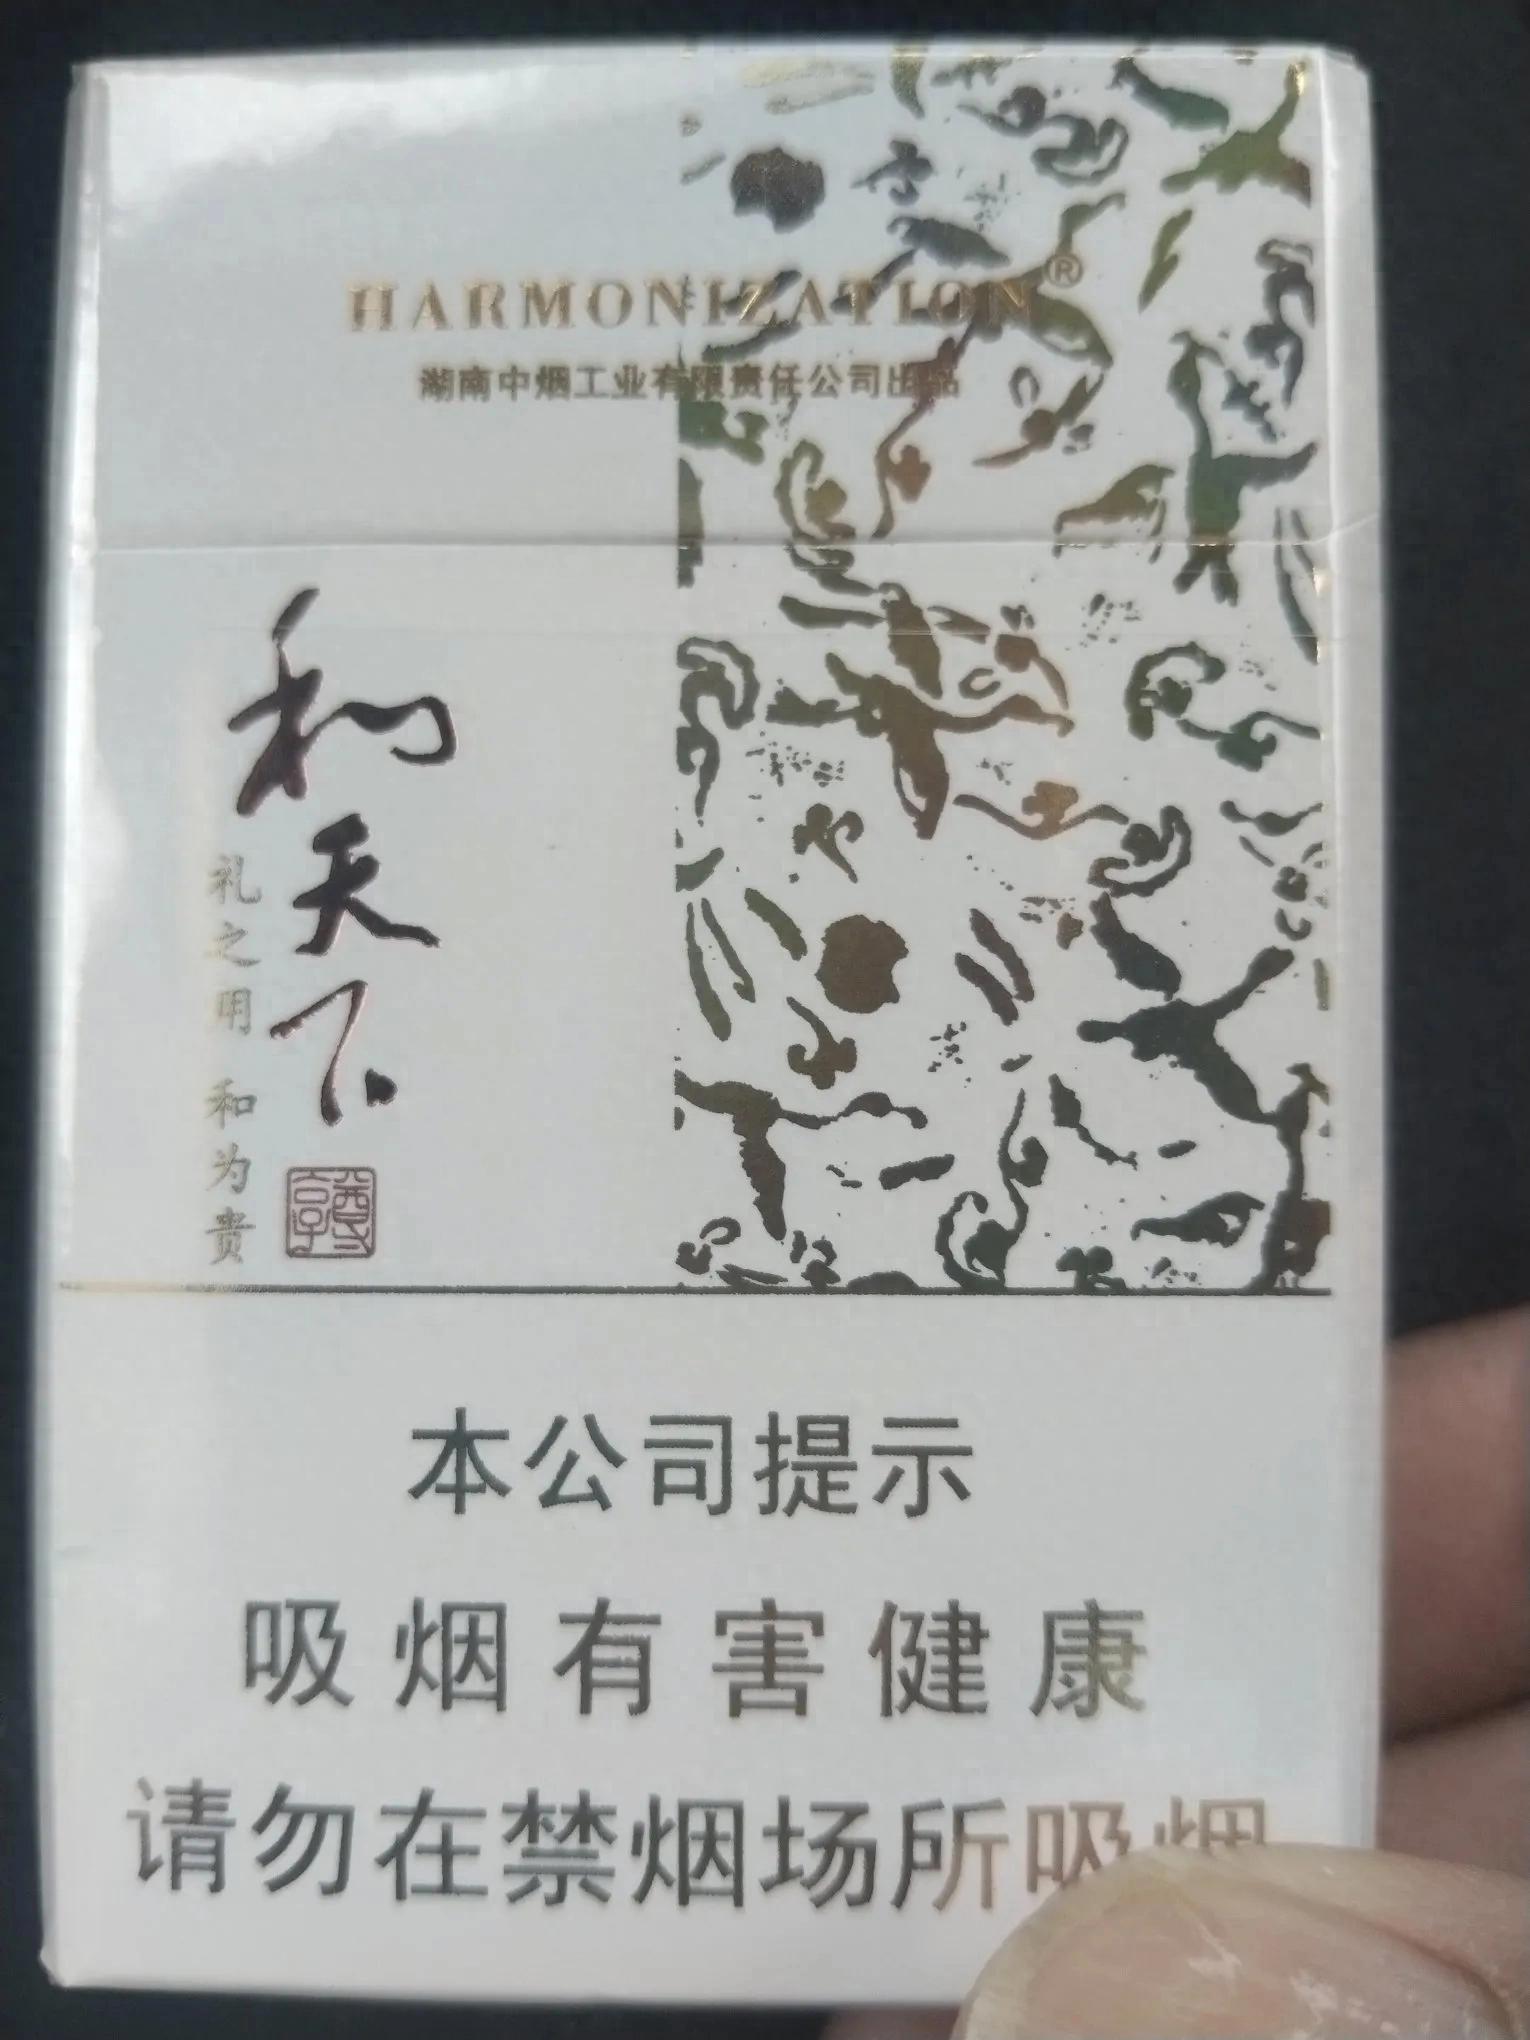 HARMONIZATION®
湖南中烟工业有限责任公司出品
和天下
礼之用 和为贵
本公司提示
吸烟有害健康
请勿在禁烟场所吸烟